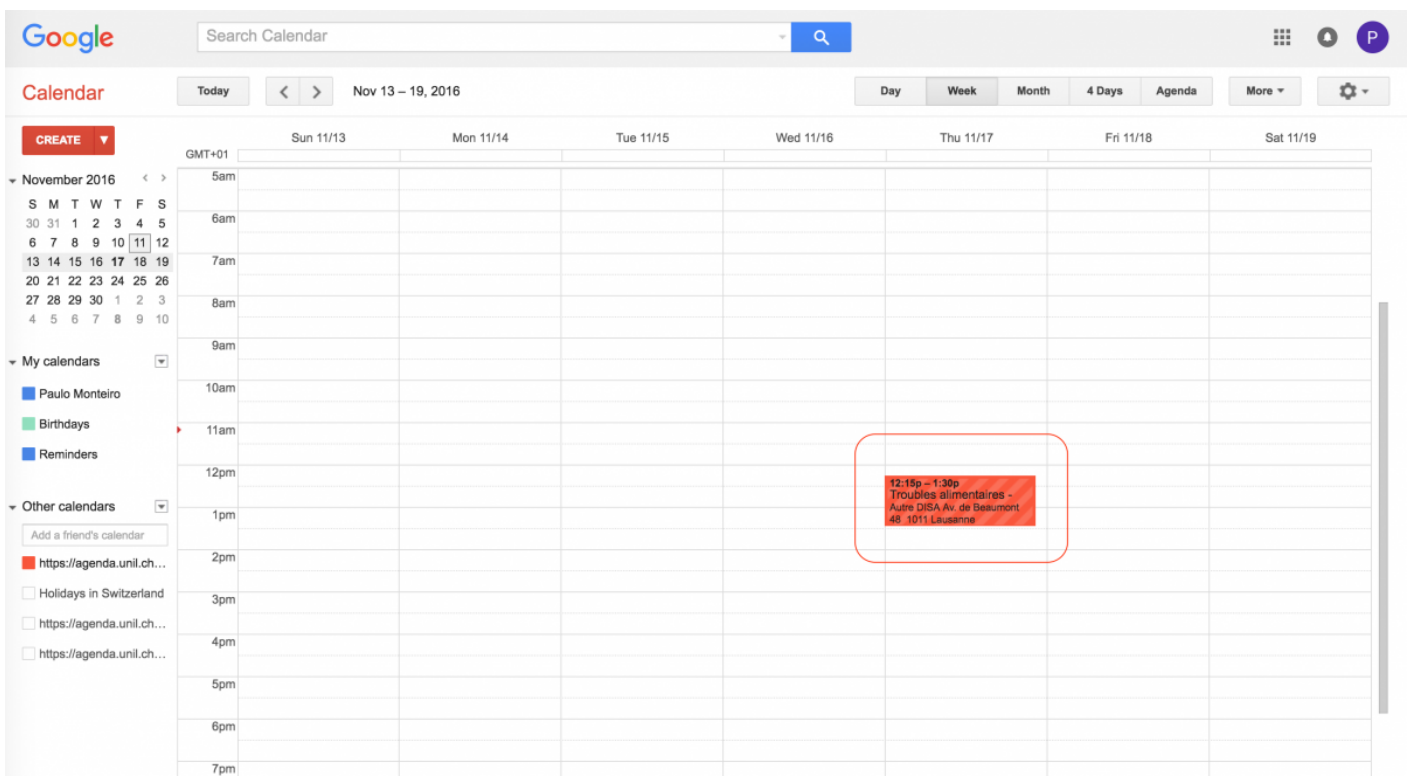 Google
Search Calendar
P
Calendar
Today
Nov 13 – 19, 2016
Day Week Month 4 Days Agenda
More
CREATE
Sun 11/13 Mon 11/14 Tue 11/15 Wed 11/16 Thu 11/17 Fri 11/18 Sat 11/19
GMT+01
November 2016
S M T W T F S
30 31 1 2 3 4 5
6 7 8 9 10 11 12
13 14 15 16 17 18 19
20 21 22 23 24 25 26
27 28 29 30 1 2 3
4 5 6 7 8 9 10
My calendars
Paulo Monteiro
Birthdays
Reminders
Other calendars
Add a friend's calendar
https://agenda.unil.ch...
Holidays in Switzerland
https://agenda.unil.ch...
https://agenda.unil.ch...
5am
6am
7am
8am
9am
10am
11am
12pm
1pm
2pm
3pm
4pm
5pm
6pm
7pm
12:15p – 1:30p
Troubles alimentaires -
Autre DISA Av. de Beaumont
48 1011 Lausanne